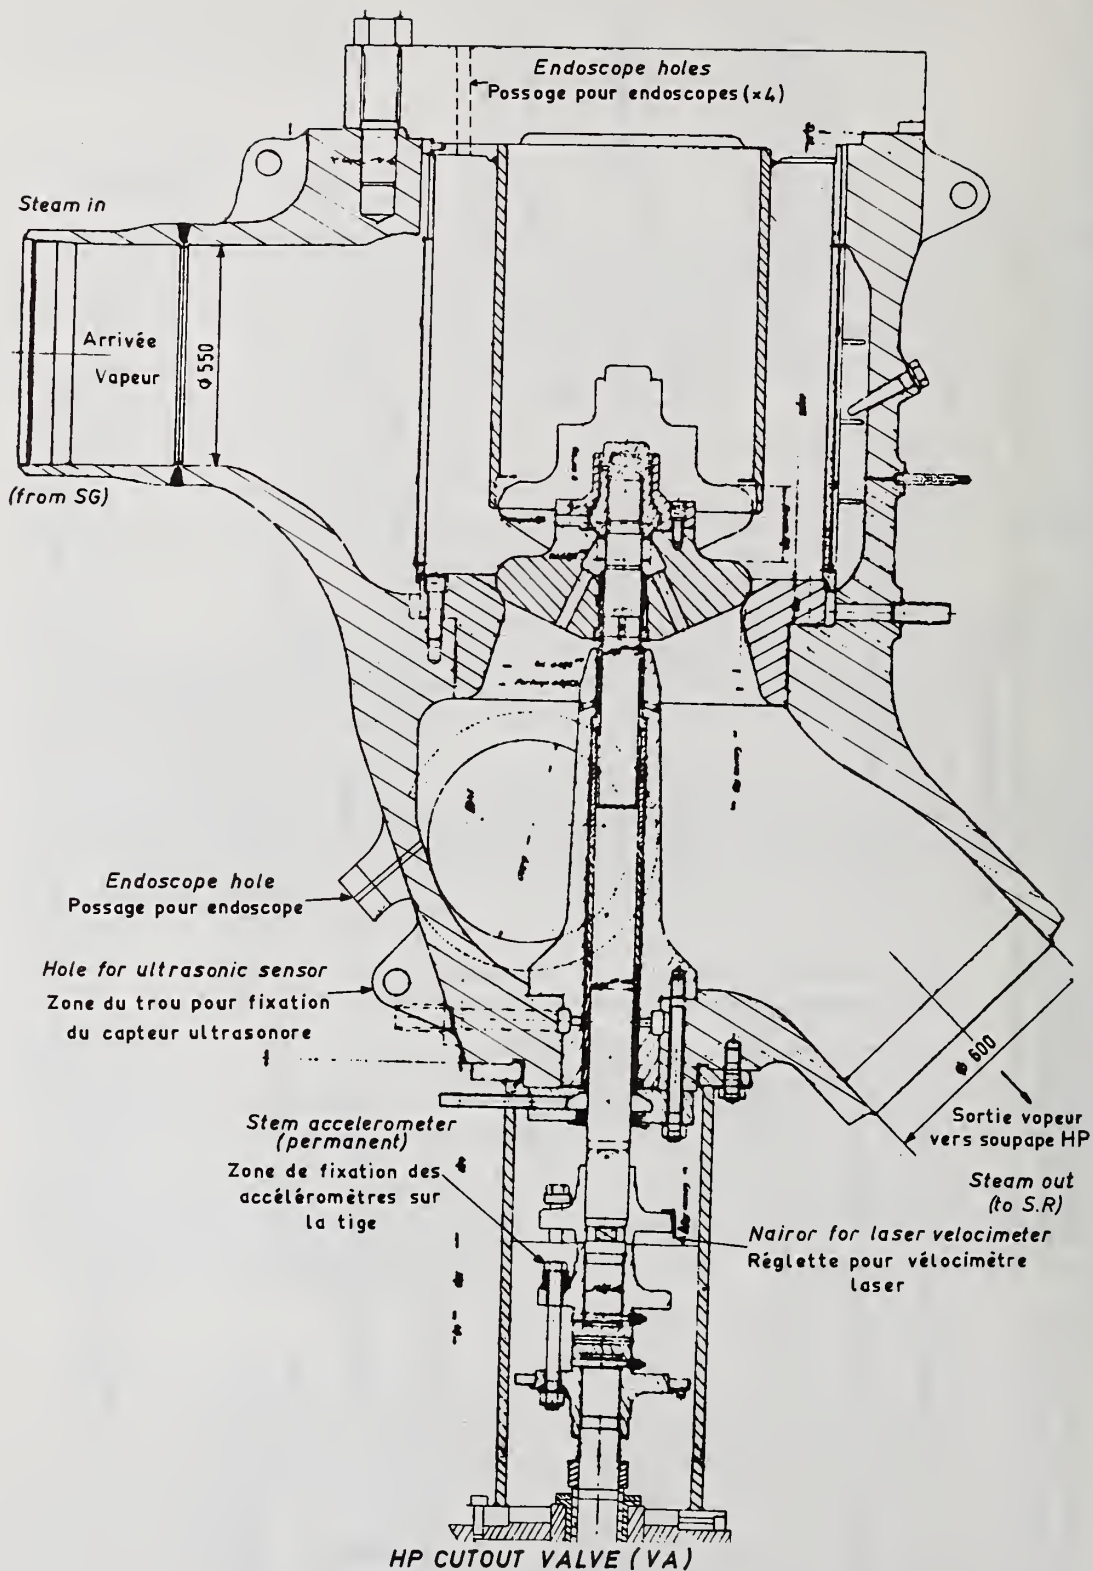 Endoscope holes
Possoge pour endoscopes (×4)
Steam in
Arrivée
Vapeur
ϕ 550
(from SG)
Endoscope hole
Possage pour endoscope
Hole for ultrasonic sensor
Zone du trou pour fixation
du capteur ultrasonore
ϕ 600
Sortie vapeur
vers soupape HP
Steam out
(to S.R)
Stem accelerometer
(permanent)
Zone de fixation des
accéléromètres sur
la tige
Nairor for laser velocimeter
Réglette pour vélocimètre
laser
HP CUTOUT VALVE (VA)